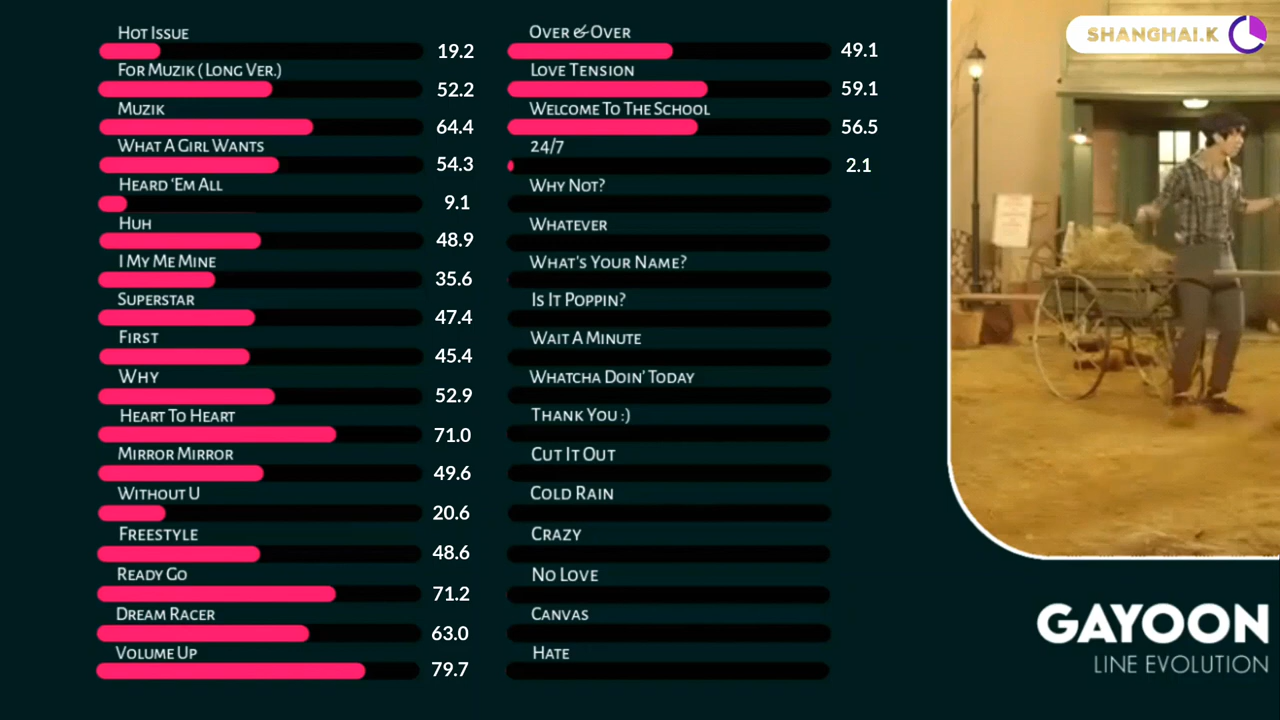 HOT ISSUE
19.2
FOR MUZIK ( LONG VER.)
52.2
MUZIK
64.4
WHAT A GIRL WANTS
54.3
HEARD 'EM ALL
9.1
HUH
48.9
I MY ME MINE
35.6
SUPERSTAR
47.4
FIRST
45.4
WHY
52.9
HEART TO HEART
71.0
MIRROR MIRROR
49.6
WITHOUT U
20.6
FREESTYLE
48.6
READY GO
71.2
DREAM RACER
63.0
VOLUME UP
79.7
OVER & OVER
49.1
LOVE TENSION
59.1
WELCOME TO THE SCHOOL
56.5
24/7
2.1
WHY NOT?
WHATEVER
WHAT'S YOUR NAME?
IS IT POPPIN?
WAIT A MINUTE
WHATCHA DOIN' TODAY
THANK YOU :)
CUT IT OUT
COLD RAIN
CRAZY
NO LOVE
CANVAS
HATE
SHANGHAI.K
GAYOON
LINE EVOLUTION